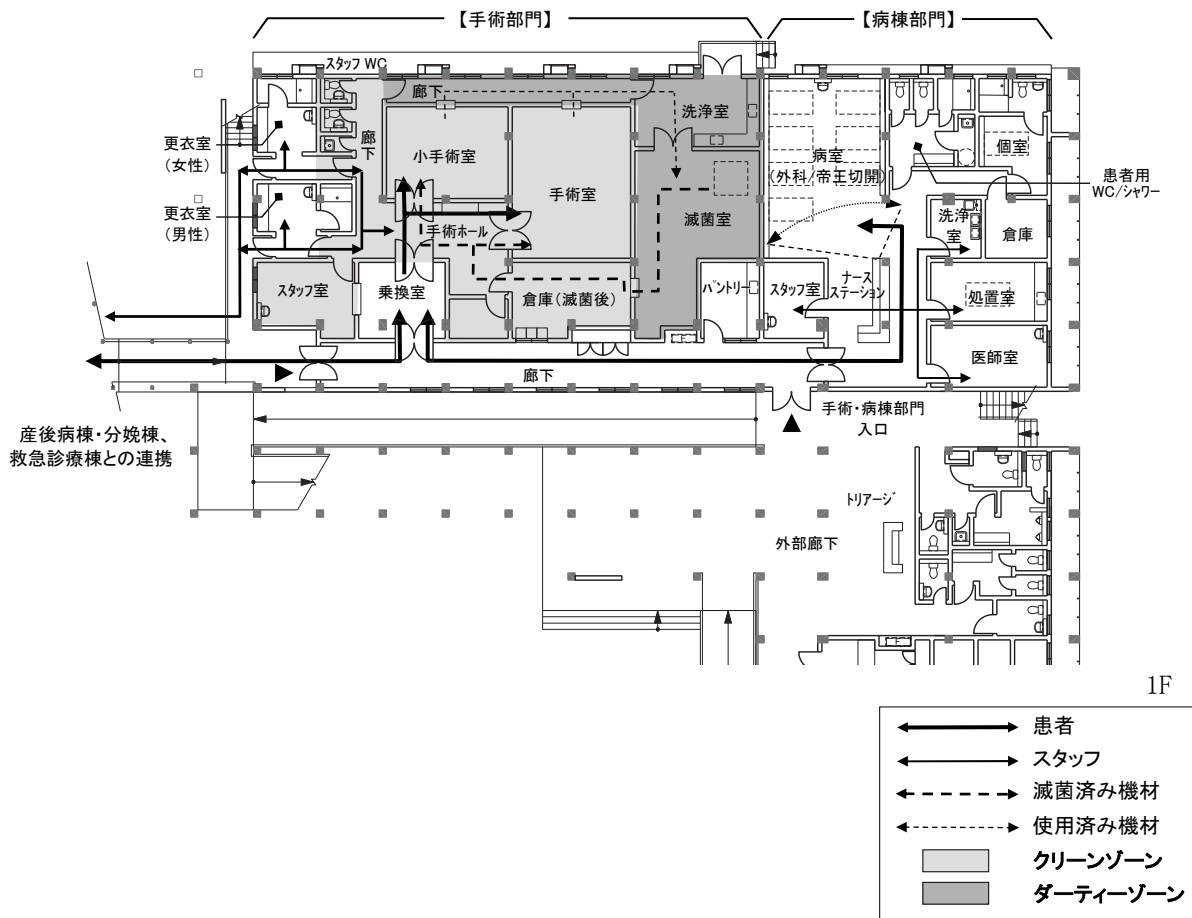 【手術部門】
【病棟部門】
スタッフ WC
廊下
洗浄室
更衣室
(女性)
廊下
小手術室
手術室
病室
(外科/帝王切開)
個室
患者用
WC/シャワー
更衣室
(男性)
手術ホール
滅菌室
洗浄
室
倉庫
スタッフ室
乗換室
倉庫(滅菌後)
パントリー
スタッフ室
ナース
ステーション
処置室
医師室
廊下
手術・病棟部門
入口
産後病棟・分娩棟、
救急診療棟との連携
トリアージ
外部廊下
1F
患者
スタッフ
滅菌済み機材
使用済み機材
クリーンゾーン
ダーティーゾーン